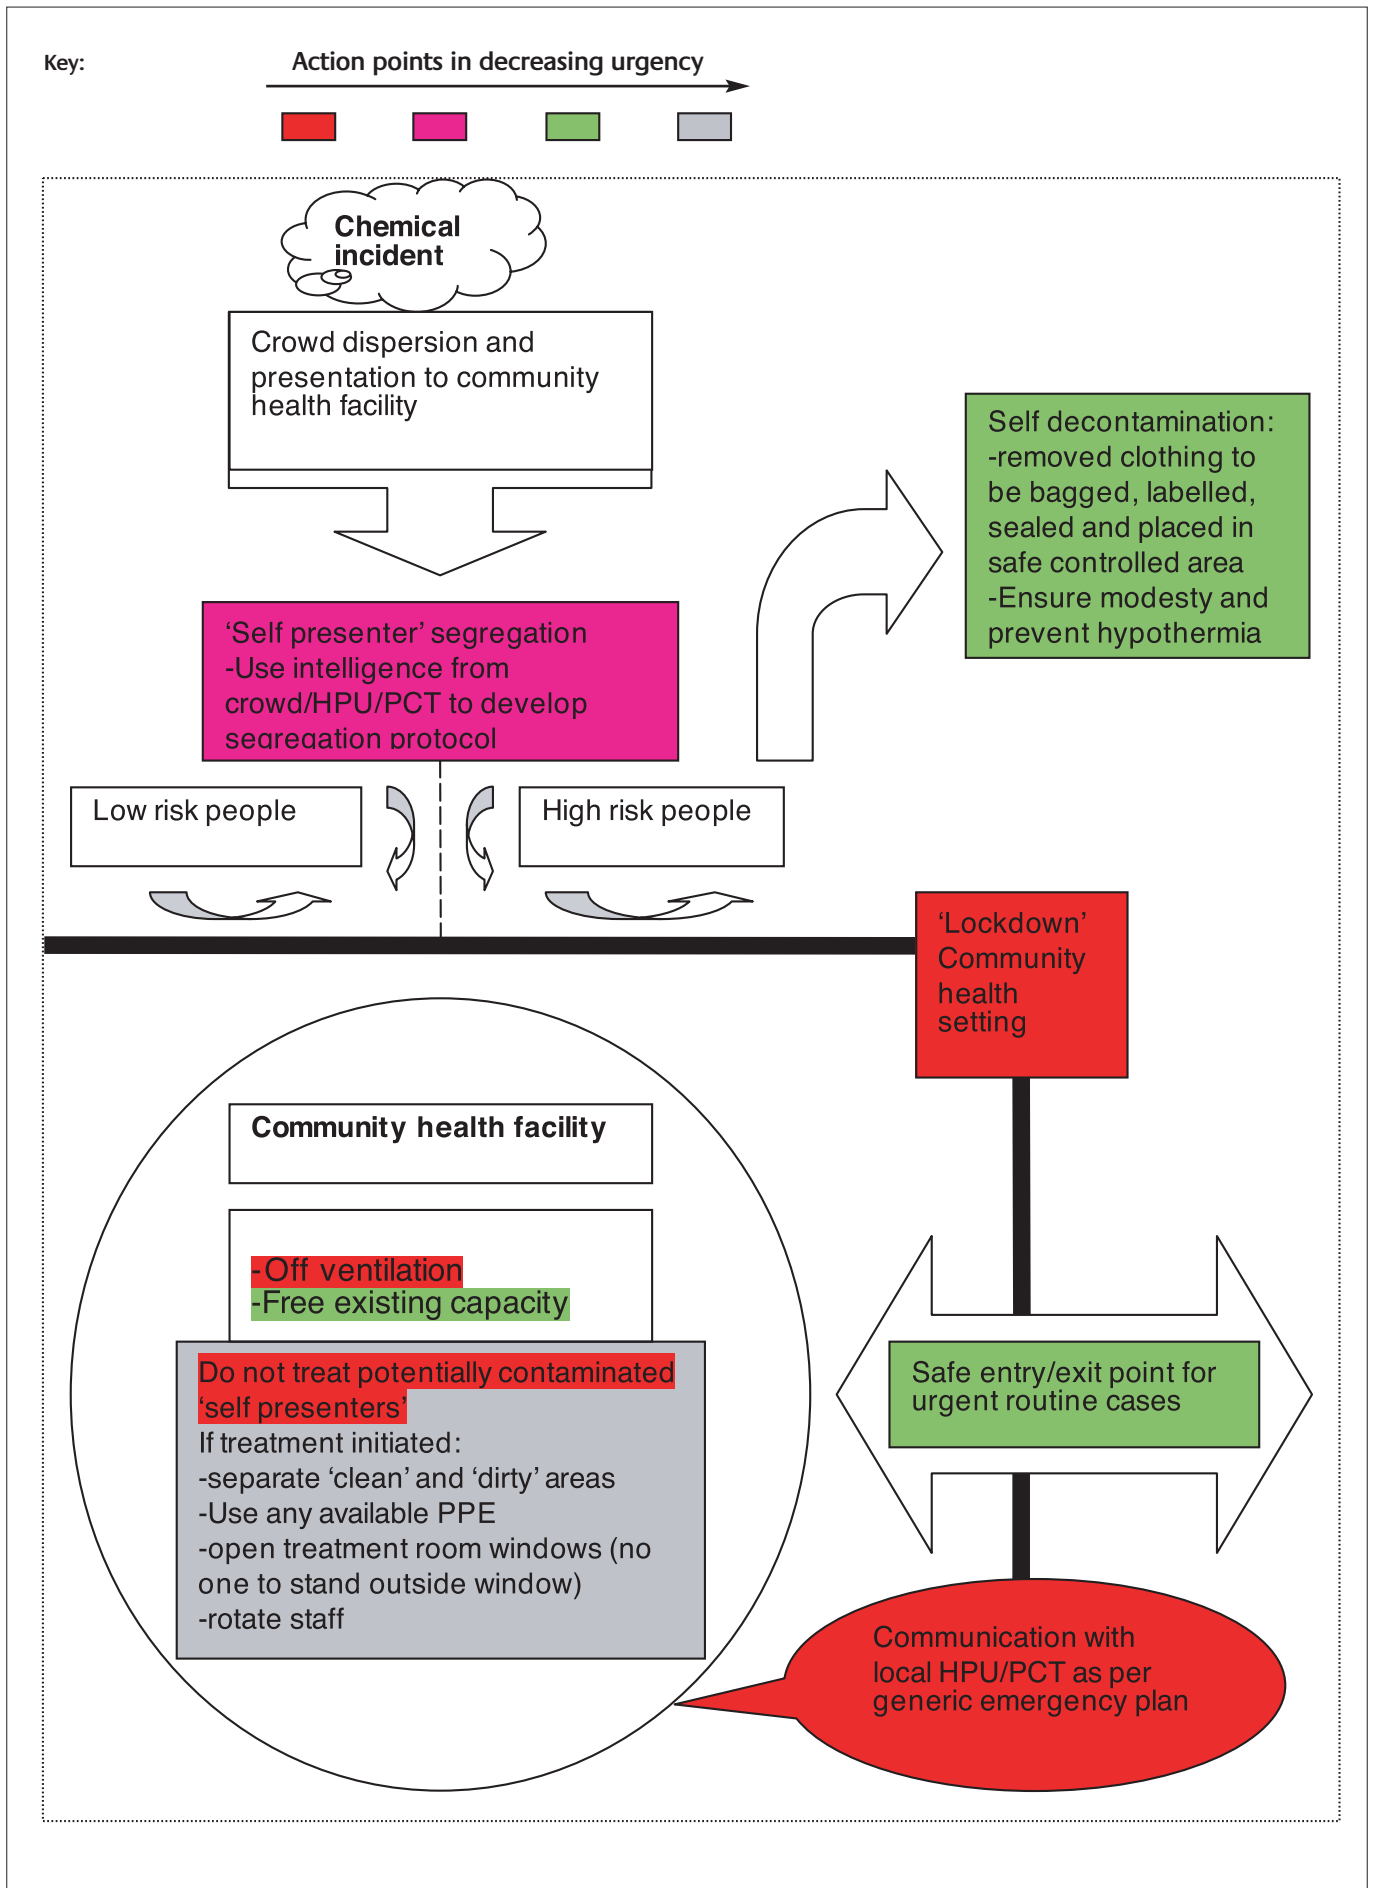 Key:
Action points in decreasing urgency
Chemical
incident
Crowd dispersion and
presentation to community
health facility
Self decontamination:
-removed clothing to
be bagged, labelled,
sealed and placed in
safe controlled area
-Ensure modesty and
prevent hypothermia
‘Self presenter’ segregation
-Use intelligence from
crowd/HPU/PCT to develop
segregation protocol
Low risk people
High risk people
‘Lockdown’
Community
health
setting
Community health facility
-Off ventilation
-Free existing capacity
Do not treat potentially contaminated
‘self presenters’
If treatment initiated:
-separate ‘clean’ and ‘dirty’ areas
-Use any available PPE
-open treatment room windows (no
one to stand outside window)
-rotate staff
Safe entry/exit point for
urgent routine cases
Communication with
local HPU/PCT as per
generic emergency plan